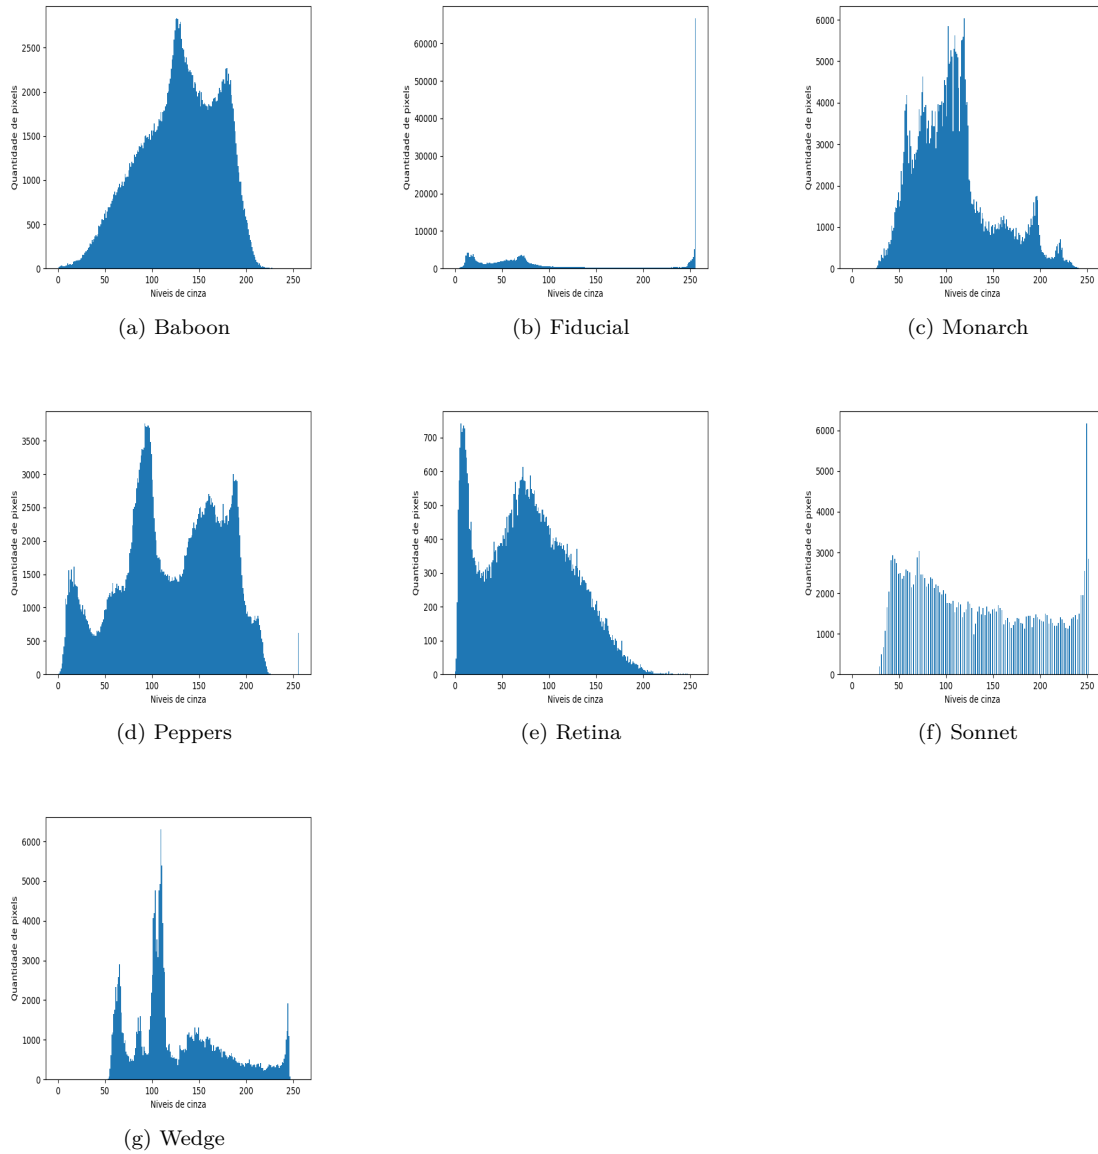 Quantidade de pixels
2500
2000
1500
1000
500
0
0 50 100 150 200 250
Niveis de cinza
(a) Baboon
Quantidade de pixels
60000
50000
40000
30000
20000
10000
0
0 50 100 150 200 250
Niveis de cinza
(b) Fiducial
Quantidade de pixels
6000
5000
4000
3000
2000
1000
0
0 50 100 150 200 250
Niveis de cinza
(c) Monarch
Quantidade de pixels
3500
3000
2500
2000
1500
1000
500
0
0 50 100 150 200 250
Niveis de cinza
(d) Peppers
Quantidade de pixels
700
600
500
400
300
200
100
0
0 50 100 150 200 250
Niveis de cinza
(e) Retina
Quantidade de pixels
6000
5000
4000
3000
2000
1000
0
0 50 100 150 200 250
Niveis de cinza
(f) Sonnet
Quantidade de pixels
6000
5000
4000
3000
2000
1000
0
0 50 100 150 200 250
Niveis de cinza
(g) Wedge